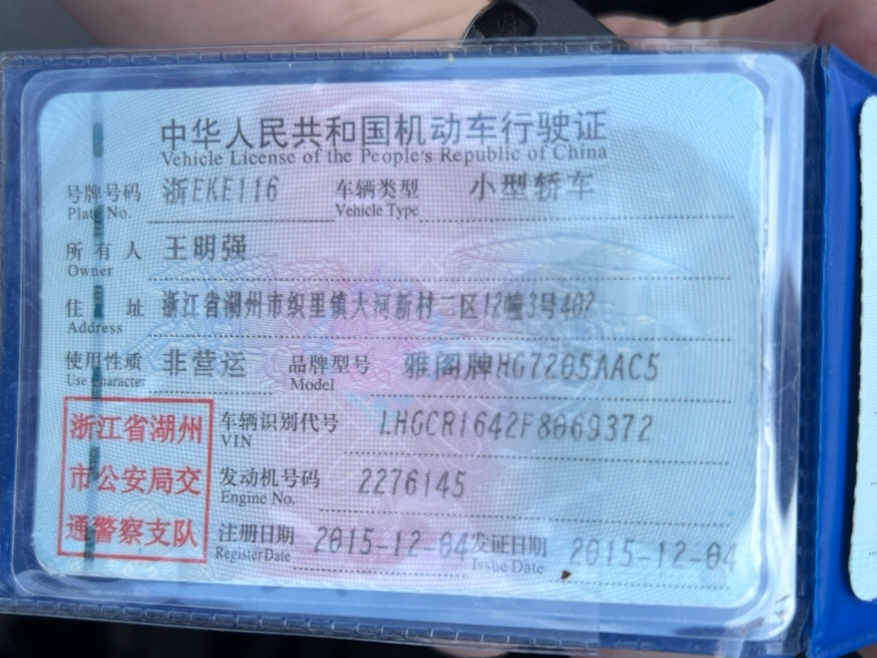 中华人民共和国机动车行驶证
Vehicle License of the People's Republic of China
号牌号码 浙EKE116 车辆类型 小型轿车
Plate No. Vehicle Type
所有人 王明强
Owner
住址 浙江省湖州市织里镇大河新村二区12幢3号402
Address
使用性质 非营运 品牌型号 雅阁牌HG7205AAC5
Use Character Model
浙江省湖州
市公安局交
通警察支队
车辆识别代号 LHGCR1642F8069372
VIN
发动机号码 2276145
Engine No.
注册日期 2015-12-04 发证日期 2015-12-04
Register Date Issue Date